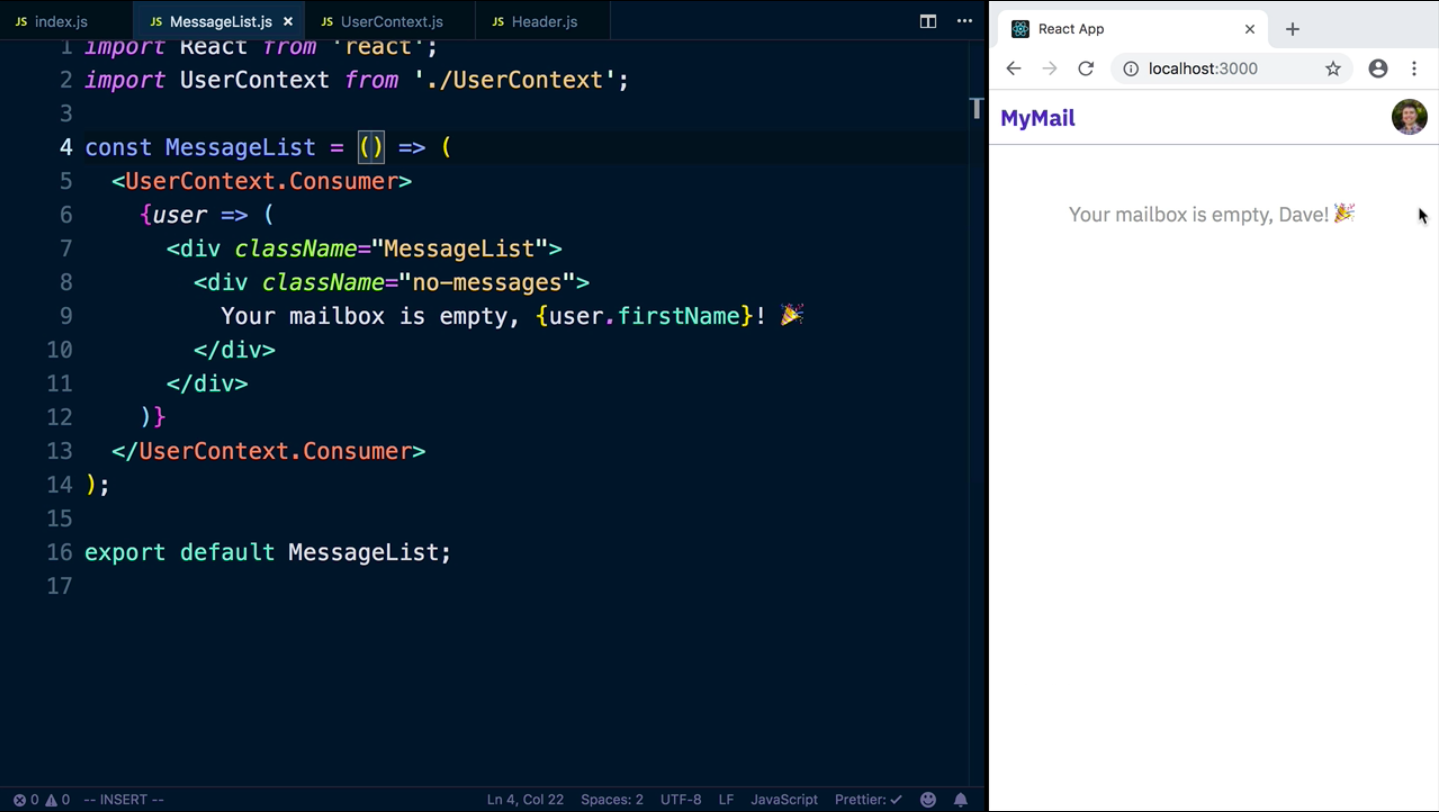 JS index.js JS MessageList.js × JS UserContext.js JS Header.js
1 import React from 'react';
2 import UserContext from './UserContext';
3
4 const MessageList = () => (
5 <UserContext.Consumer>
6 {user => (
7 <div className="MessageList">
8 <div className="no-messages">
9 Your mailbox is empty, {user.firstName}! 🎉
10 </div>
11 </div>
12 )}
13 </UserContext.Consumer>
14 );
15
16 export default MessageList;
17
0 0 -- INSERT -- Ln 4, Col 22 Spaces: 2 UTF-8 LF JavaScript Prettier: ✓
React App
localhost:3000
MyMail
Your mailbox is empty, Dave! 🎉